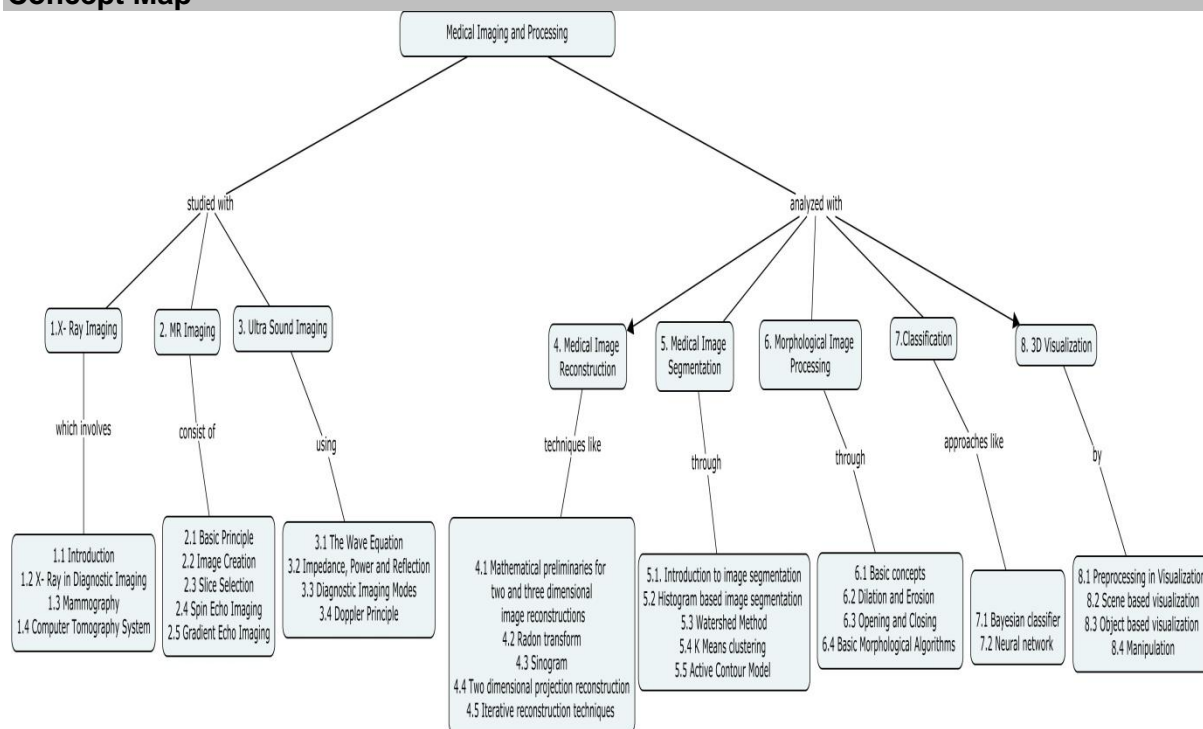 Concept Map
Medical Imaging and Processing
studied with
analyzed with
1.X- Ray Imaging
2. MR Imaging
3. Ultra Sound Imaging
4. Medical Image
Reconstruction
5. Medical Image
Segmentation
6. Morphological Image
Processing
7.Classification
8. 3D Visualization
which involves
consist of
using
techniques like
through
through
approaches like
by
1.1 Introduction
1.2 X- Ray in Diagnostic Imaging
1.3 Mammography
1.4 Computer Tomography System
2.1 Basic Principle
2.2 Image Creation
2.3 Slice Selection
2.4 Spin Echo Imaging
2.5 Gradient Echo Imaging
3.1 The Wave Equation
3.2 Impedance, Power and Reflection
3.3 Diagnostic Imaging Modes
3.4 Doppler Principle
4.1 Mathematical preliminaries for
two and three dimensional
image reconstructions
4.2 Radon transform
4.3 Sinogram
4.4 Two dimensional projection reconstruction
4.5 Iterative reconstruction techniques
5.1. Introduction to image segmentation
5.2 Histogram based image segmentation
5.3 Watershed Method
5.4 K Means clustering
5.5 Active Contour Model
6.1 Basic concepts
6.2 Dilation and Erosion
6.3 Opening and Closing
6.4 Basic Morphological Algorithms
7.1 Bayesian classifier
7.2 Neural network
8.1 Preprocessing in Visualization
8.2 Scene based visualization
8.3 Object based visualization
8.4 Manipulation